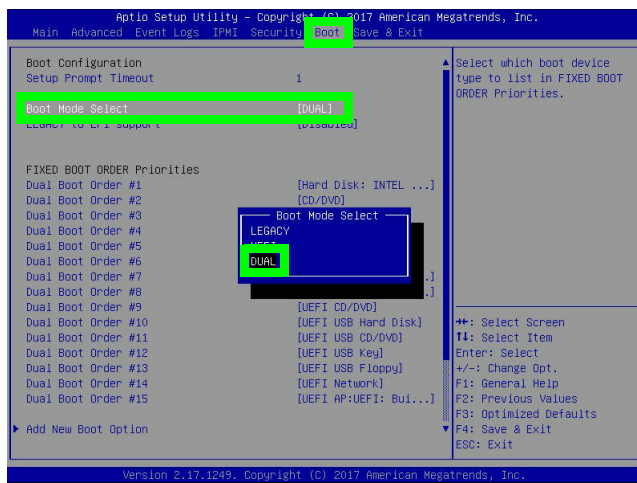 Aptio Setup Utility – Copyright (C) 2017 American Megatrends, Inc.
Main Advanced Event Logs IPMI Security Boot Save & Exit
Boot Configuration
Setup Prompt Timeout 1
Boot Mode Select [DUAL]
LEGACY to EFI support [Disabled]
FIXED BOOT ORDER Priorities
Dual Boot Order #1 [Hard Disk: INTEL ...]
Dual Boot Order #2 [CD/DVD]
Dual Boot Order #3
Dual Boot Order #4
Dual Boot Order #5
Dual Boot Order #6
Dual Boot Order #7 .]
Dual Boot Order #8 .]
Dual Boot Order #9 [UEFI CD/DVD]
Dual Boot Order #10 [UEFI USB Hard Disk]
Dual Boot Order #11 [UEFI USB CD/DVD]
Dual Boot Order #12 [UEFI USB Key]
Dual Boot Order #13 [UEFI USB Floppy]
Dual Boot Order #14 [UEFI Network]
Dual Boot Order #15 [UEFI AP:UEFI: Bui...]
Add New Boot Option
Boot Mode Select
LEGACY
UEFI
DUAL
Select which boot device
type to list in FIXED BOOT
ORDER Priorities.
→←: Select Screen
↑↓: Select Item
Enter: Select
+/-: Change Opt.
F1: General Help
F2: Previous Values
F3: Optimized Defaults
F4: Save & Exit
ESC: Exit
Version 2.17.1249. Copyright (C) 2017 American Megatrends, Inc.